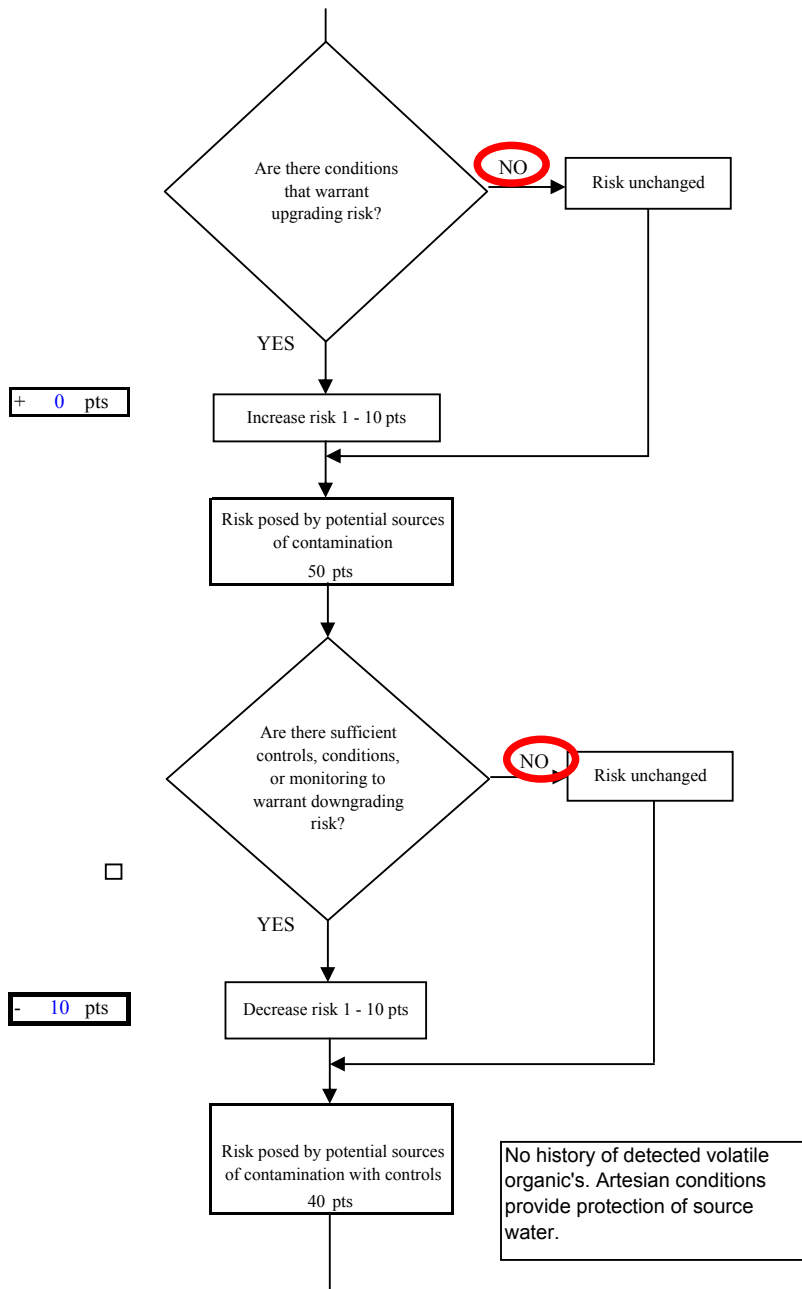 Are there conditions
that warrant
upgrading risk?
NO
Risk unchanged
YES
+ 0 pts
Increase risk 1 - 10 pts
Risk posed by potential sources
of contamination
50 pts
Are there sufficient
controls, conditions,
or monitoring to
warrant downgrading
risk?
NO
Risk unchanged
YES
- 10 pts
Decrease risk 1 - 10 pts
Risk posed by potential sources
of contamination with controls
40 pts
No history of detected volatile
organic's. Artesian conditions
provide protection of source
water.